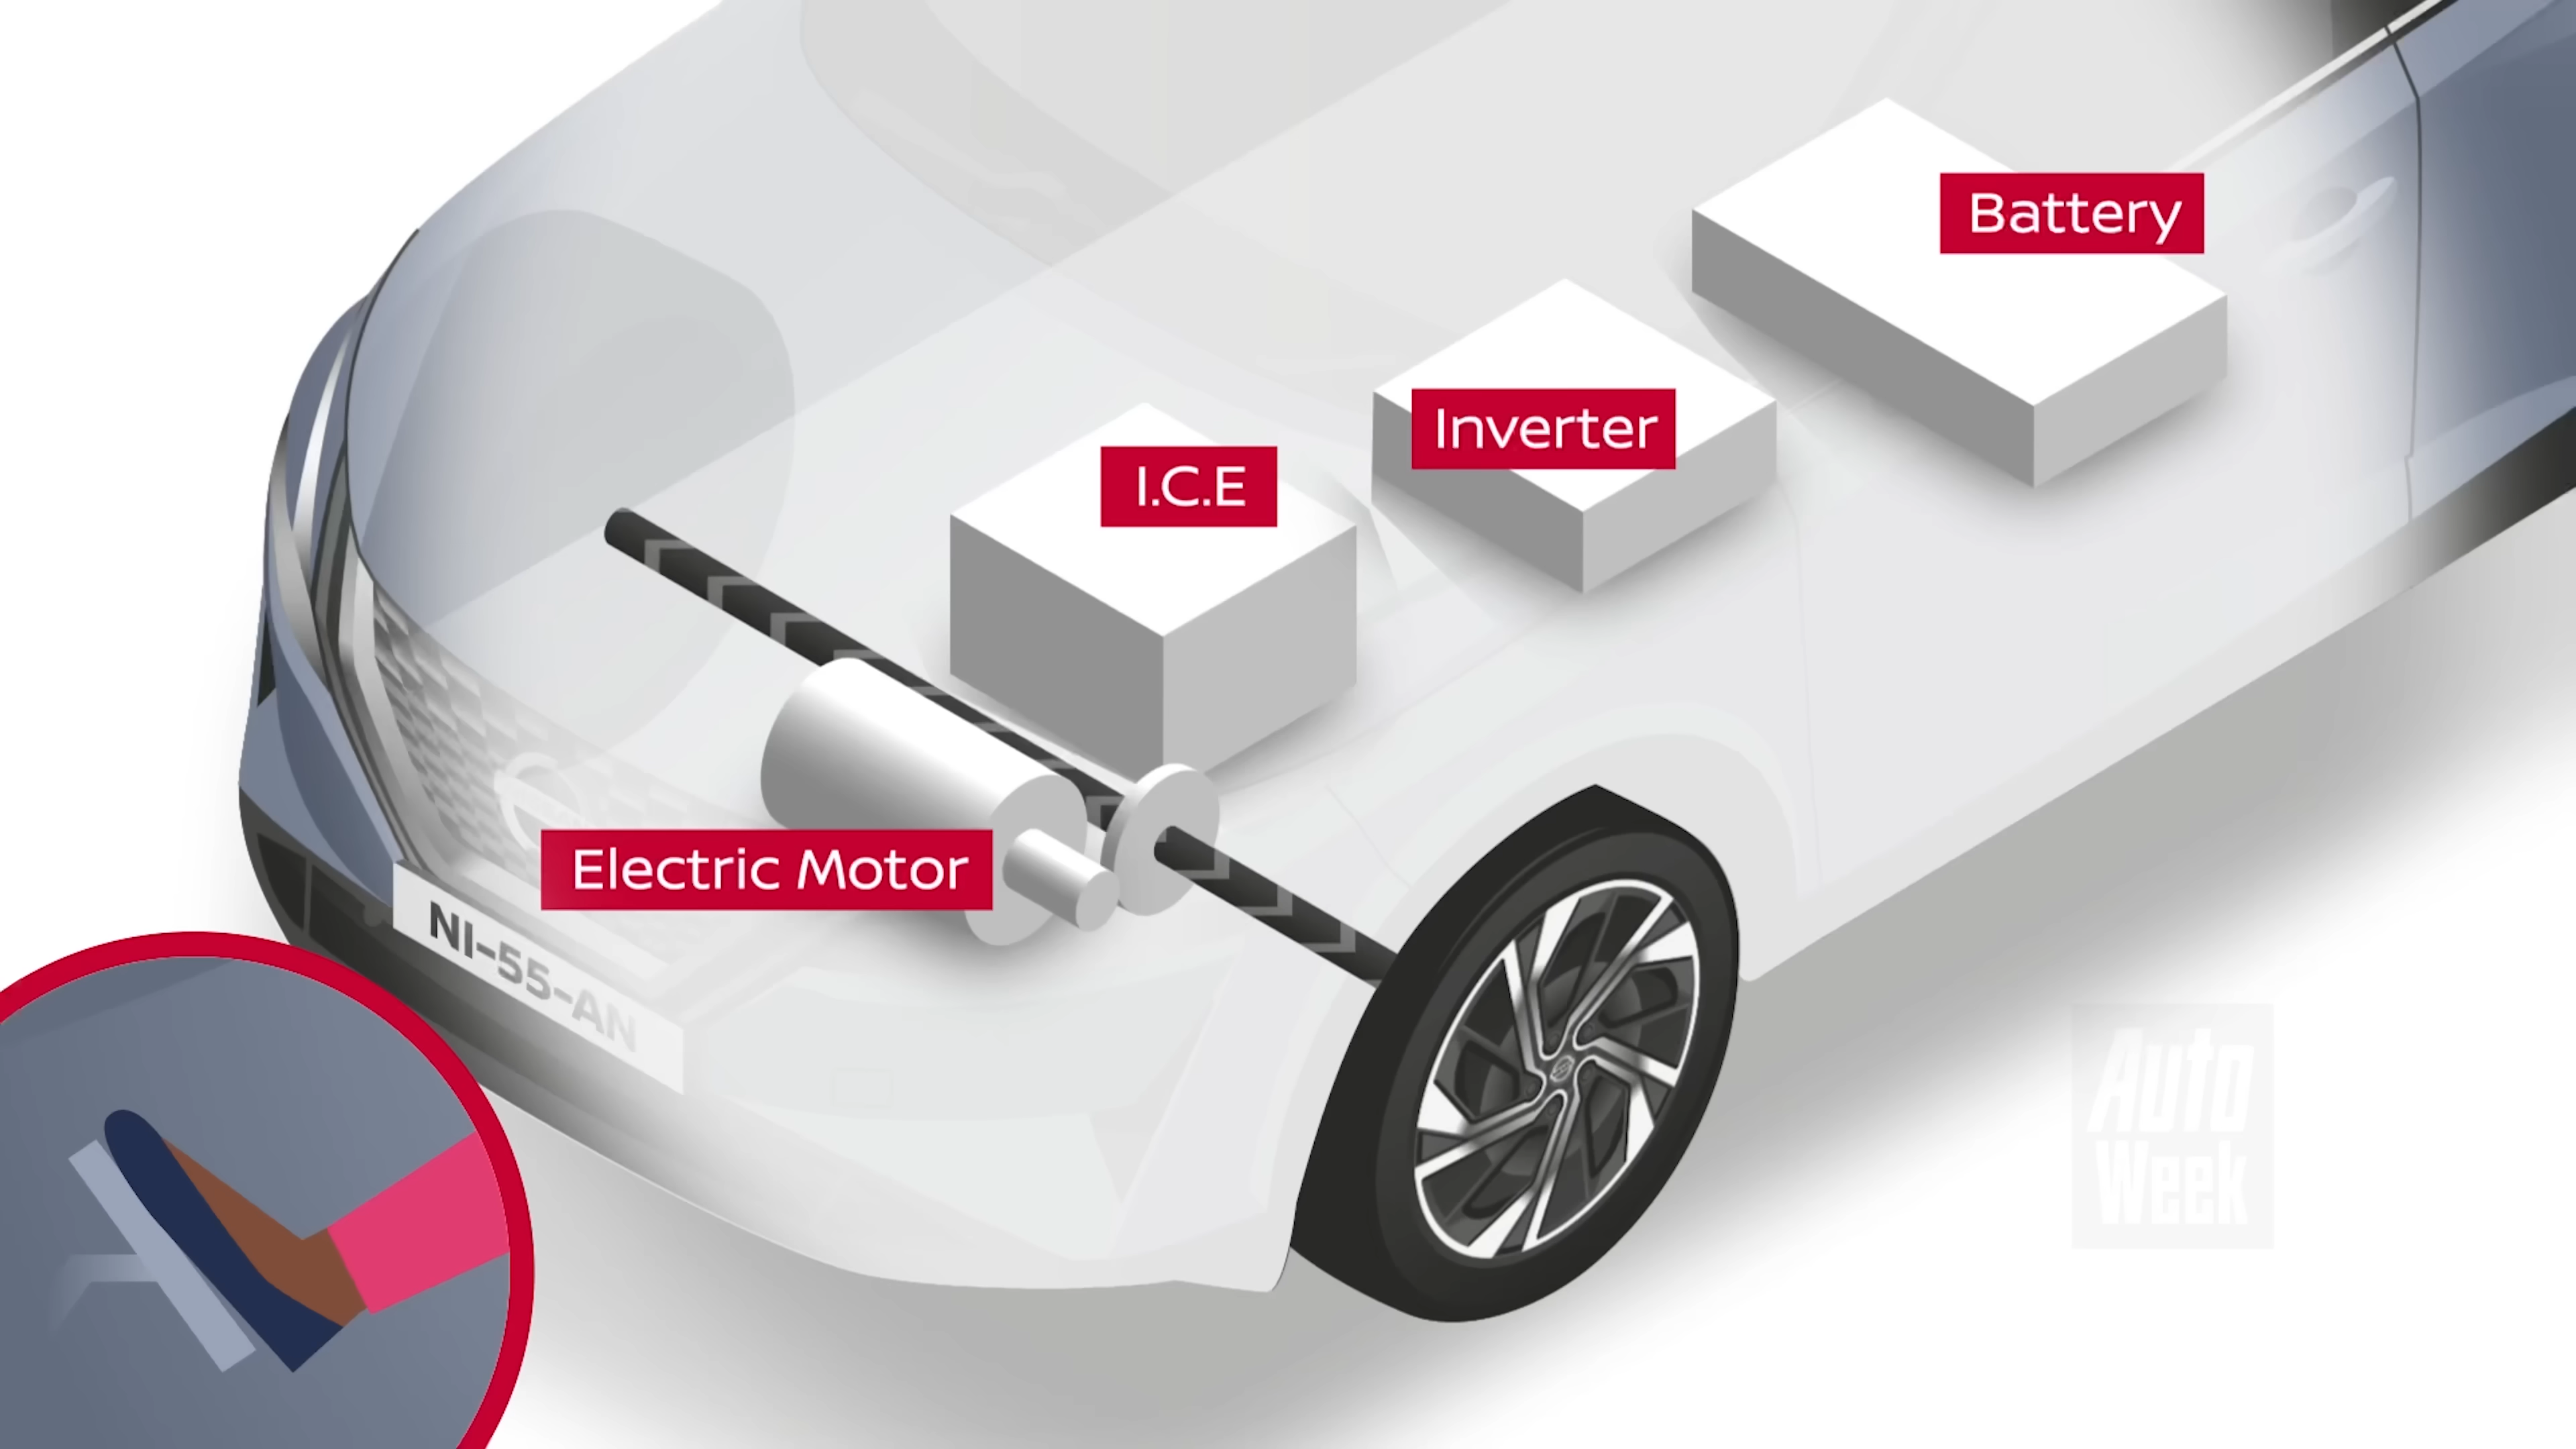 Battery
Inverter
I.C.E
Electric Motor
NI-55-AN
Auto
Week